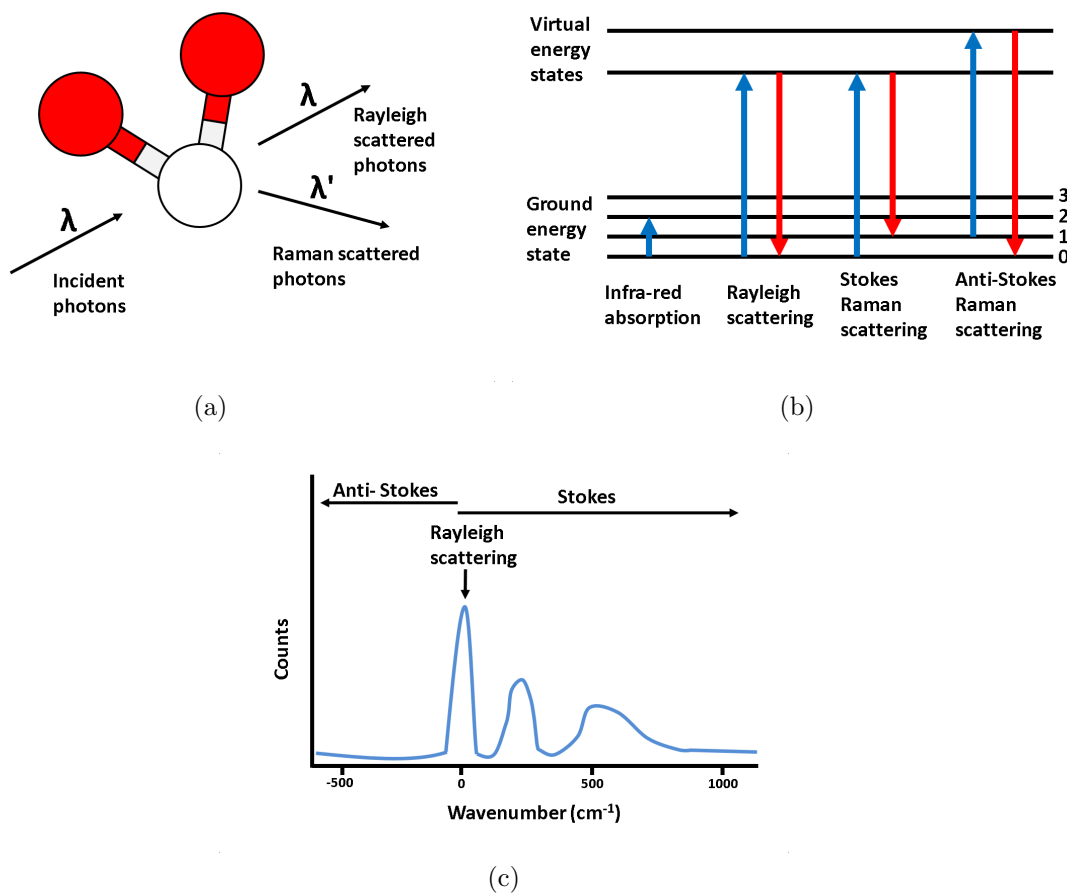 λ
Rayleigh
scattered
photons
λ'
Raman scattered
photons
λ
Incident
photons
(a)
Virtual
energy
states
Ground
energy
state
3
2
1
0
Infra-red
absorption
Rayleigh
scattering
Stokes
Raman
scattering
Anti-Stokes
Raman
scattering
(b)
Anti- Stokes
Stokes
Rayleigh
scattering
Counts
-500
0
500
1000
Wavenumber (cm⁻¹)
(c)